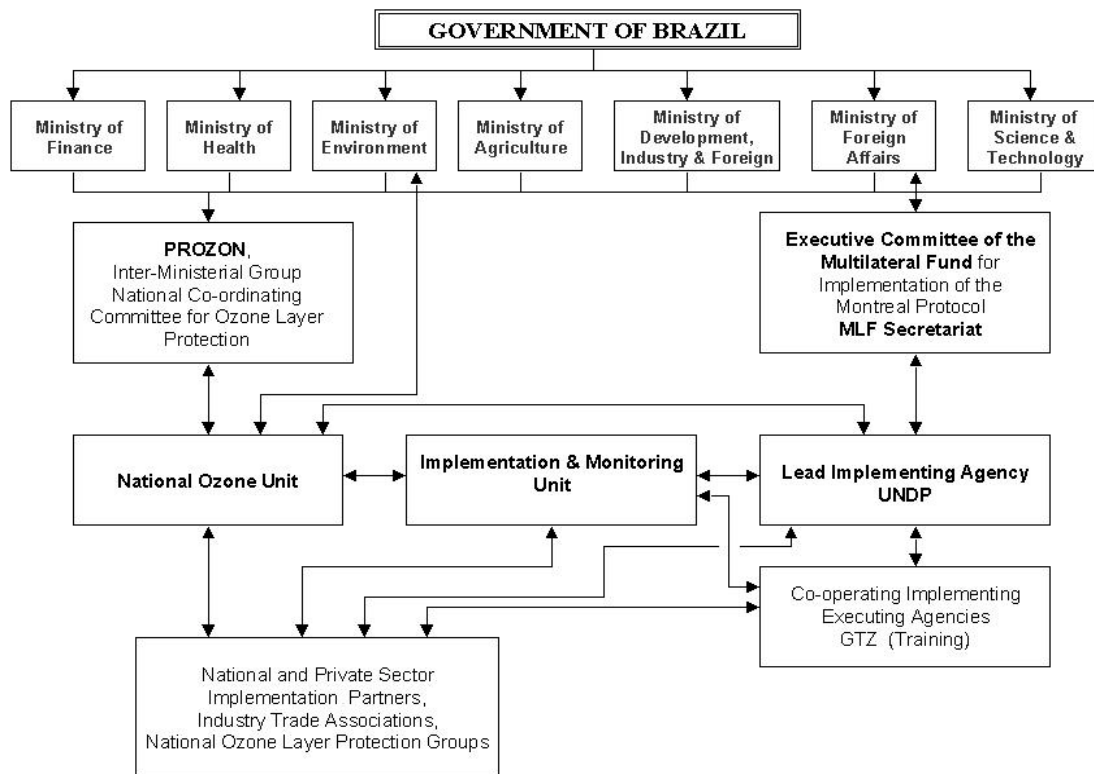 GOVERNMENT OF BRAZIL
Ministry of
Finance
Ministry of
Health
Ministry of
Environment
Ministry of
Agriculture
Ministry of
Development,
Industry & Foreign
Ministry of
Foreign
Affairs
Ministry of
Science &
Technology
PROZON,
Inter-Ministerial Group
National Co-ordinating
Committee for Ozone Layer
Protection
Executive Committee of the
Multilateral Fund for
Implementation of the
Montreal Protocol
MLF Secretariat
National Ozone Unit
Implementation & Monitoring
Unit
Lead Implementing Agency
UNDP
Co-operating Implementing
Executing Agencies
GTZ (Training)
National and Private Sector
Implementation Partners,
Industry Trade Associations,
National Ozone Layer Protection Groups